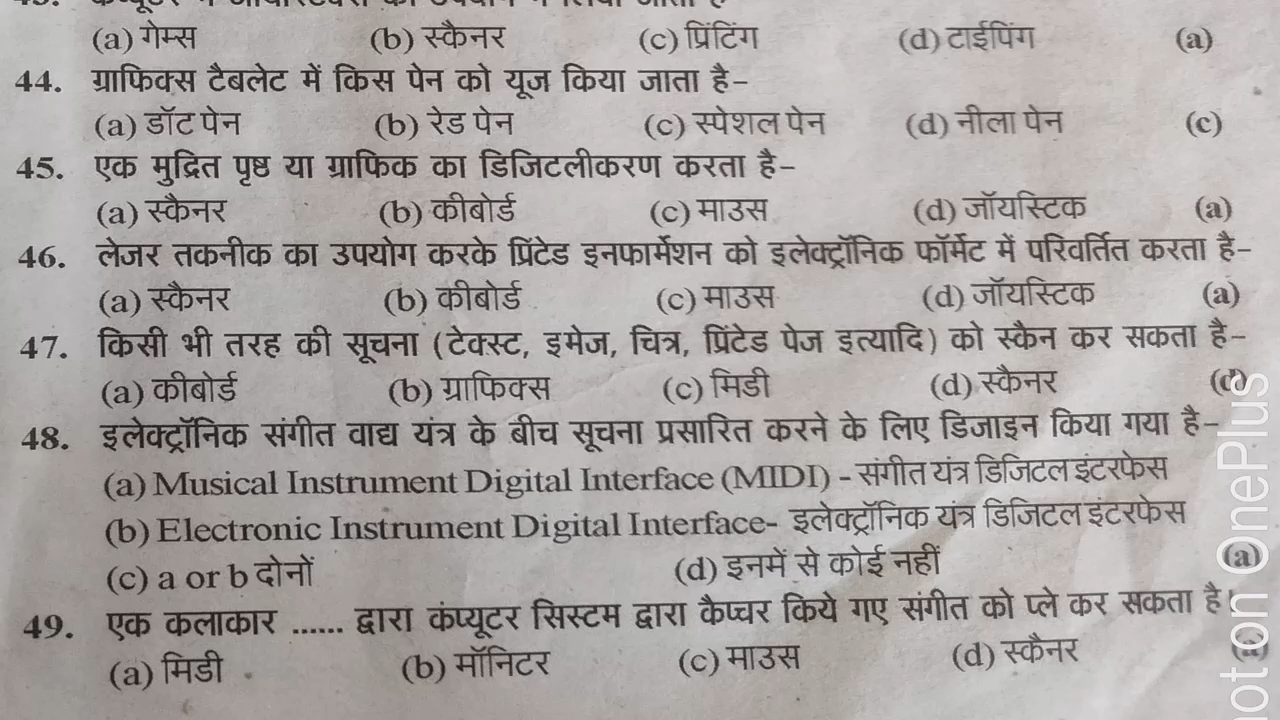 (a) गेम्स (b) स्कैनर (c) प्रिंटिंग (d) टाईपिंग (a)
44. ग्राफिक्स टैबलेट में किस पेन को यूज किया जाता है–
(a) डॉट पेन (b) रेड पेन (c) स्पेशल पेन (d) नीला पेन (c)
45. एक मुद्रित पृष्ठ या ग्राफिक का डिजिटलीकरण करता है–
(a) स्कैनर (b) कीबोर्ड (c) माउस (d) जॉयस्टिक (a)
46. लेजर तकनीक का उपयोग करके प्रिंटेड इनफार्मेशन को इलेक्ट्रॉनिक फॉर्मेट में परिवर्तित करता है–
(a) स्कैनर (b) कीबोर्ड (c) माउस (d) जॉयस्टिक (a)
47. किसी भी तरह की सूचना (टेक्स्ट, इमेज, चित्र, प्रिंटेड पेज इत्यादि) को स्कैन कर सकता है–
(a) कीबोर्ड (b) ग्राफिक्स (c) मिडी (d) स्कैनर (d)
48. इलेक्ट्रॉनिक संगीत वाद्य यंत्र के बीच सूचना प्रसारित करने के लिए डिजाइन किया गया है–
(a) Musical Instrument Digital Interface (MIDI) - संगीत यंत्र डिजिटल इंटरफेस
(b) Electronic Instrument Digital Interface- इलेक्ट्रॉनिक यंत्र डिजिटल इंटरफेस
(c) a or b दोनों (d) इनमें से कोई नहीं (a)
49. एक कलाकार ...... द्वारा कंप्यूटर सिस्टम द्वारा कैप्चर किये गए संगीत को प्ले कर सकता है।
(a) मिडी (b) मॉनिटर (c) माउस (d) स्कैनर (a)
hot on OnePlus